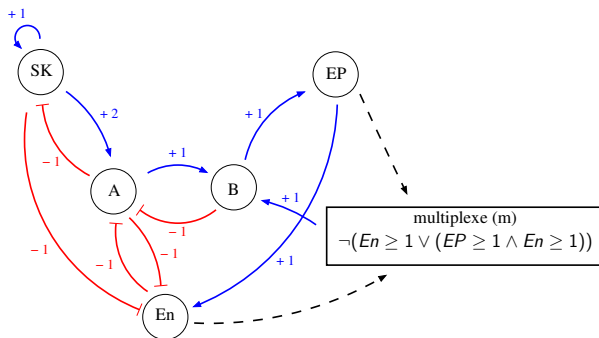 + 1
SK
EP
+ 2
+ 1
- 1
+ 1
A
B
+ 1
- 1
multiplexe (m)
¬(En ≥ 1 ∨ (EP ≥ 1 ∧ En ≥ 1))
- 1
- 1
- 1
+ 1
En